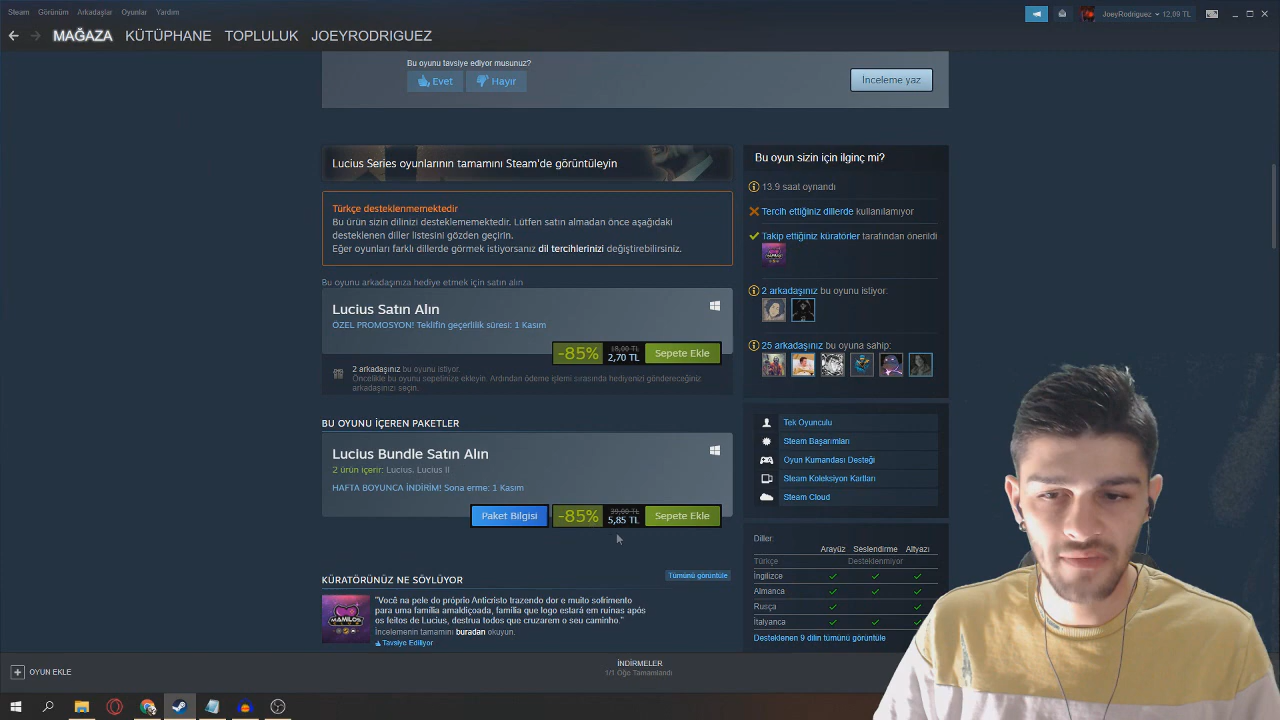 Steam Görünüm Arkadaşlar Oyunlar Yardım
JoeyRodriguez 12,09 TL
MAĞAZA KÜTÜPHANE TOPLULUK JOEYRODRIGUEZ
Bu oyunu tavsiye ediyor musunuz?
Evet Hayır
İnceleme yaz
Lucius Series oyunlarının tamamını Steam'de görüntüleyin
Türkçe desteklenmemektedir
Bu ürün sizin dilinizi desteklememektedir. Lütfen satın almadan önce aşağıdaki
desteklenen diller listesini gözden geçirin.
Eğer oyunları farklı dillerde görmek istiyorsanız dil tercihlerinizi değiştirebilirsiniz.
Bu oyunu arkadaşınıza hediye etmek için satın alın
Lucius Satın Alın
ÖZEL PROMOSYON! Teklifin geçerlilik süresi: 1 Kasım
-85% 18,00 TL
2,70 TL
Sepete Ekle
2 arkadaşınız bu oyunu istiyor.
Öncelikle bu oyunu sepetinize ekleyin. Ardından ödeme işlemi sırasında hediyenizi göndereceğiniz
arkadaşınızı seçin.
BU OYUNU İÇEREN PAKETLER
Lucius Bundle Satın Alın
2 ürün içerir: Lucius, Lucius II
HAFTA BOYUNCA İNDİRİM! Sona erme: 1 Kasım
Paket Bilgisi -85% 39,00 TL
5,85 TL
Sepete Ekle
KÜRATÖRÜNÜZ NE SÖYLÜYOR
Tümünü görüntüle
MAMILOS
"Você na pele do próprio Anticristo trazendo dor e muito sofrimento
para uma família amaldiçoada, família que logo estará em ruínas após
os feitos de Lucius, destrua todos que cruzarem o seu caminho."
İncelemenin tamamını buradan okuyun.
Tavsiye Ediliyor
Bu oyun sizin için ilginç mi?
13.9 saat oynandı
Tercih ettiğiniz dillerde kullanılamıyor
Takip ettiğiniz küratörler tarafından önerildi
2 arkadaşınız bu oyunu istiyor:
25 arkadaşınız bu oyuna sahip:
Tek Oyunculu
Steam Başarımları
Oyun Kumandası Desteği
Steam Koleksiyon Kartları
Steam Cloud
Diller:
Arayüz Seslendirme Altyazı
Türkçe Desteklenmiyor
İngilizce
Almanca
Rusça
İtalyanca
Desteklenen 9 dilin tümünü görüntüle
OYUN EKLE
İNDİRMELER
1/1 Öğe Tamamlandı